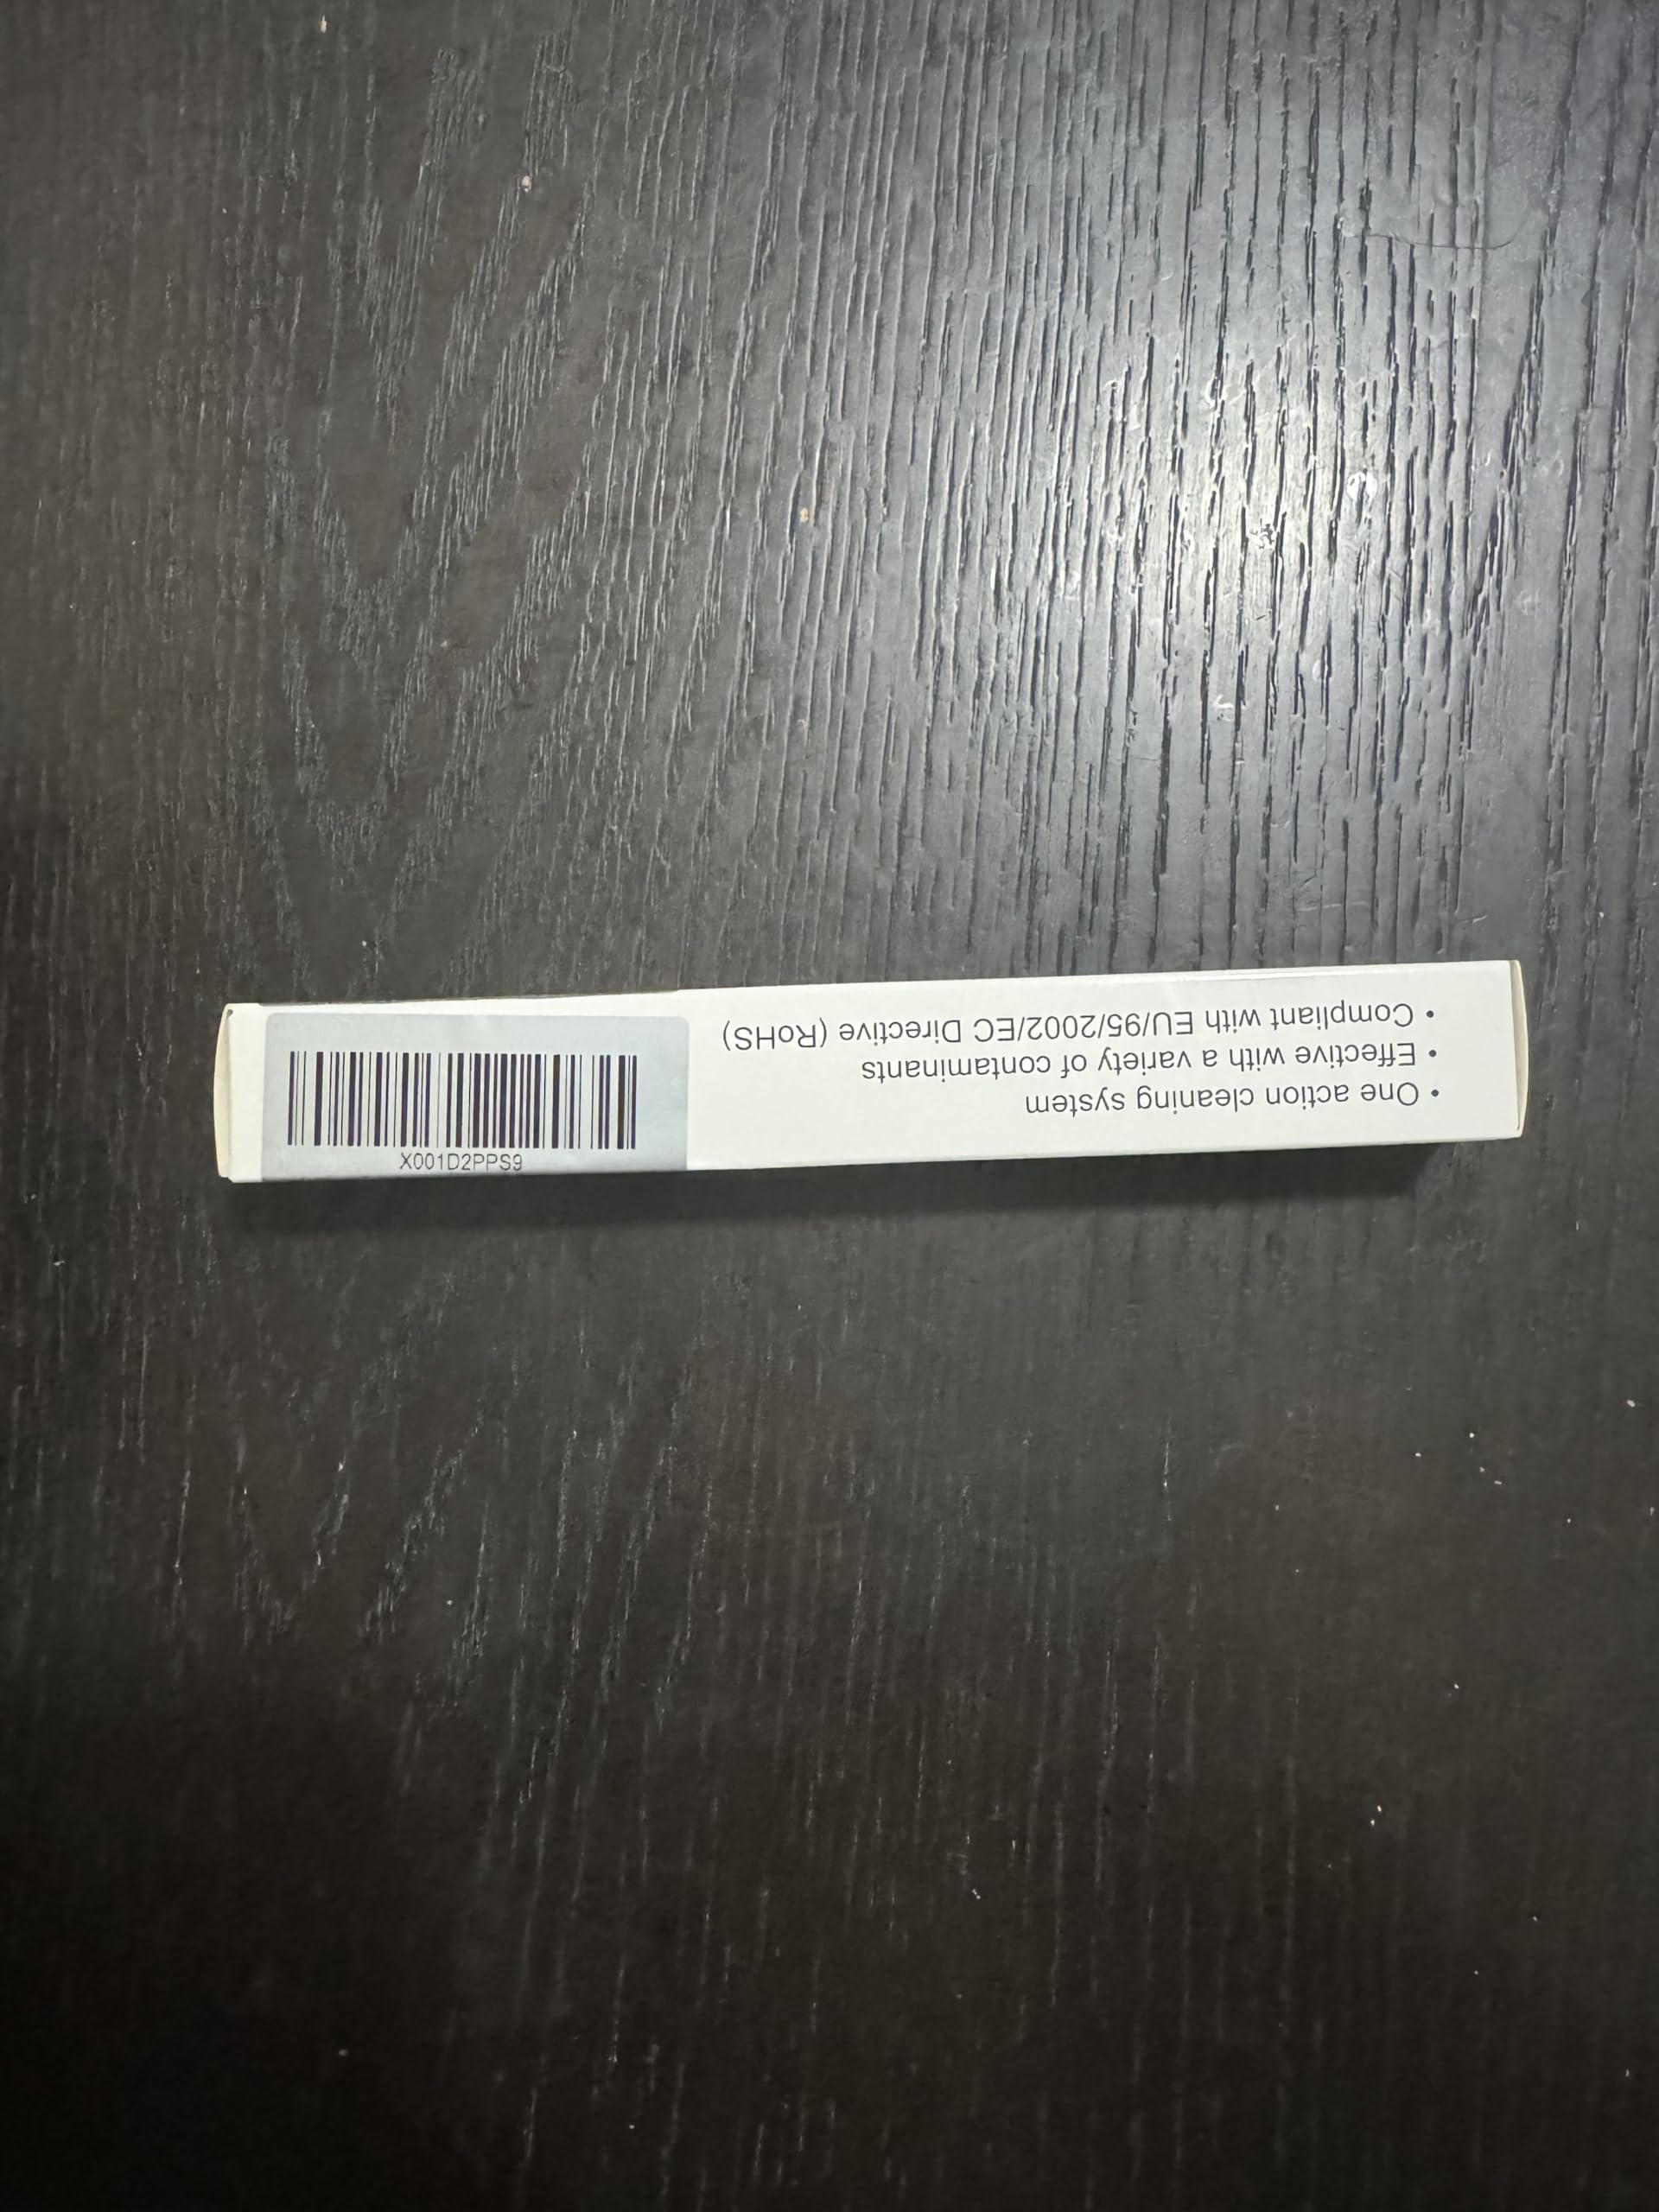 • One action cleaning system
• Effective with a variety of contaminants
• Compliant with EU/95/2002/EC Directive (RoHS)
X001D2PPS9